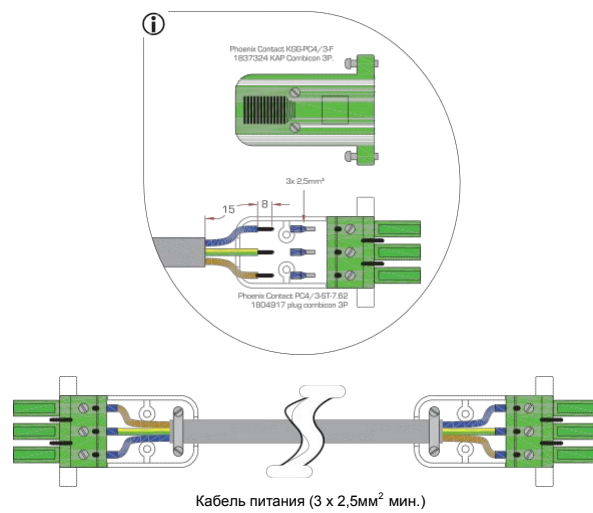 i
Phoenix Contact KGG-PC4/3-F
1837324 KAP Combicon 3P.
3x 2,5mm²
15
8
Phoenix Contact PC4/3-ST-7,62
1804917 plug combicon 3P
Кабель питания (3 x 2,5мм² мин.)